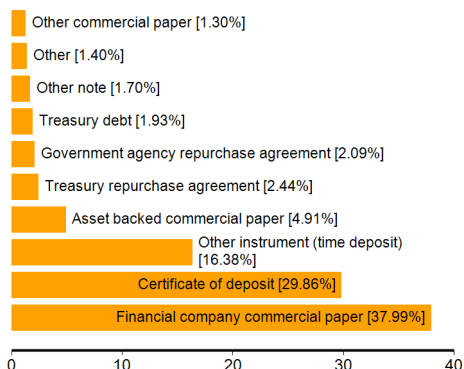 Other commercial paper [1.30%]
Other [1.40%]
Other note [1.70%]
Treasury debt [1.93%]
Government agency repurchase agreement [2.09%]
Treasury repurchase agreement [2.44%]
Asset backed commercial paper [4.91%]
Other instrument (time deposit)
[16.38%]
Certificate of deposit [29.86%]
Financial company commercial paper [37.99%]
0 10 20 30 40